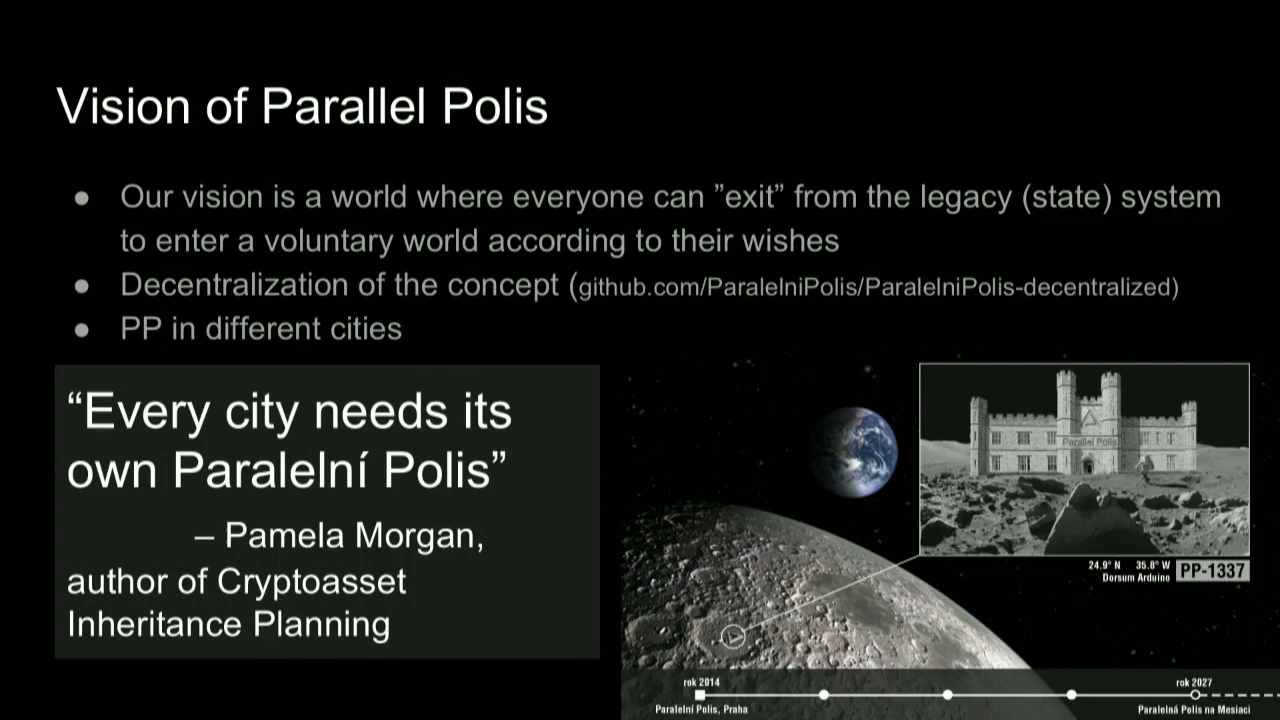 Vision of Parallel Polis
● Our vision is a world where everyone can ”exit” from the legacy (state) system
to enter a voluntary world according to their wishes
● Decentralization of the concept (github.com/ParalelniPolis/ParalelniPolis-decentralized)
● PP in different cities
“Every city needs its
own Paralelní Polis”
– Pamela Morgan,
author of Cryptoasset
Inheritance Planning
Parallel Polis
24.9° N 35.8° W
Dorsum Arduino
PP-1337
rok 2014
rok 2027
Paralelní Polis, Praha
Paralelná Polis na Mesiaci